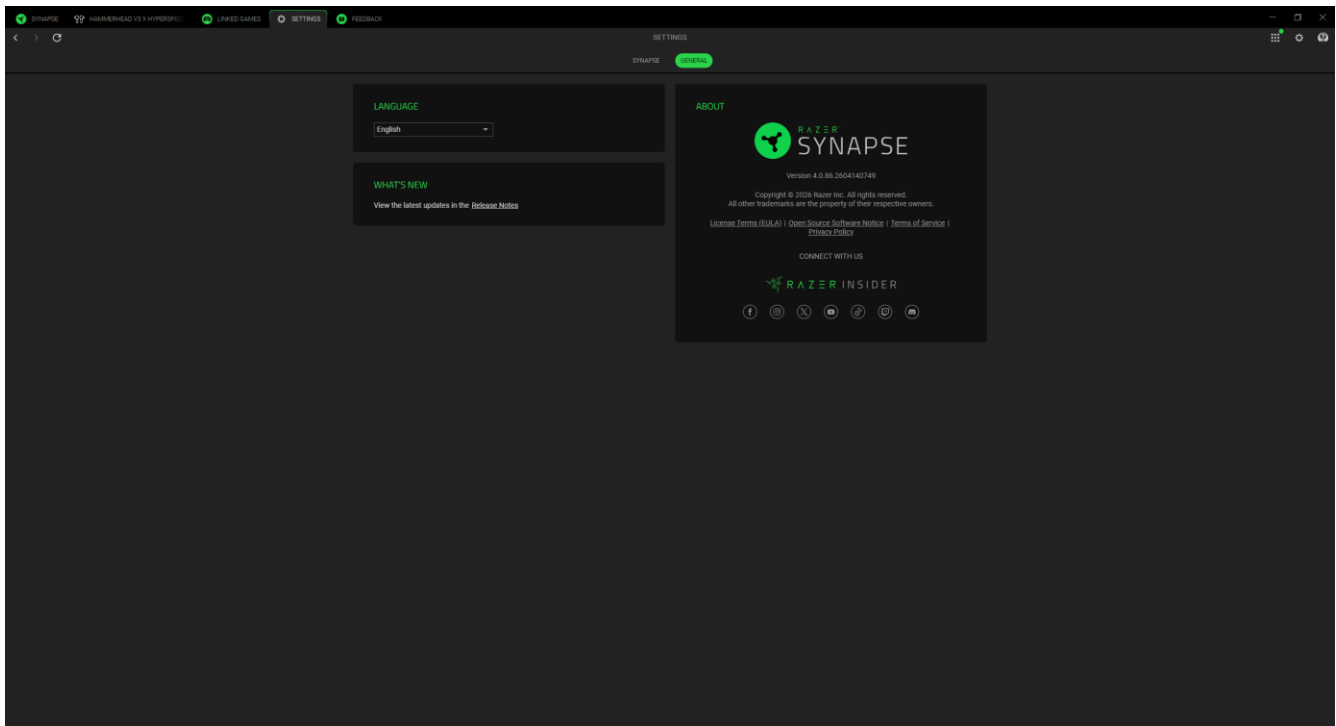 SYNAPSE
HAMMERHEAD V3 X HYPERSPEE
LINKED GAMES
SETTINGS
FEEDBACK
SETTINGS
SYNAPSE
GENERAL
LANGUAGE
English
WHAT'S NEW
View the latest updates in the Release Notes
ABOUT
RAZER
SYNAPSE
Version 4.0.86.2604140749
Copyright © 2026 Razer Inc. All rights reserved.
All other trademarks are the property of their respective owners.
License Terms (EULA) | Open Source Software Notice | Terms of Service |
Privacy Policy
CONNECT WITH US
RAZER INSIDER